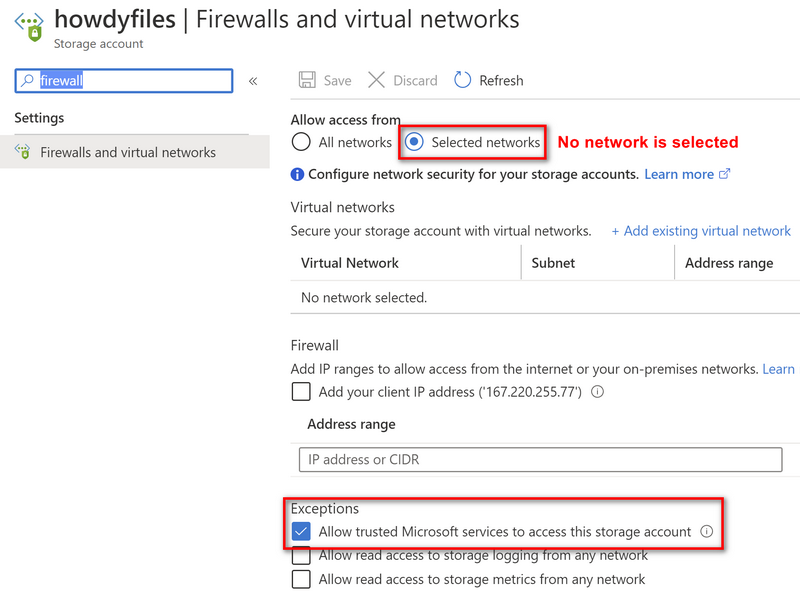 howdyfiles | Firewalls and virtual networks
Storage account
firewall
«
Settings
Firewalls and virtual networks
Save Discard Refresh
Allow access from
All networks Selected networks No network is selected
Configure network security for your storage accounts. Learn more
Virtual networks
Secure your storage account with virtual networks. + Add existing virtual network
Virtual Network Subnet Address range
No network selected.
Firewall
Add IP ranges to allow access from the internet or your on-premises networks. Learn
Add your client IP address ('167.220.255.77')
Address range
IP address or CIDR
Exceptions
Allow trusted Microsoft services to access this storage account
Allow read access to storage logging from any network
Allow read access to storage metrics from any network